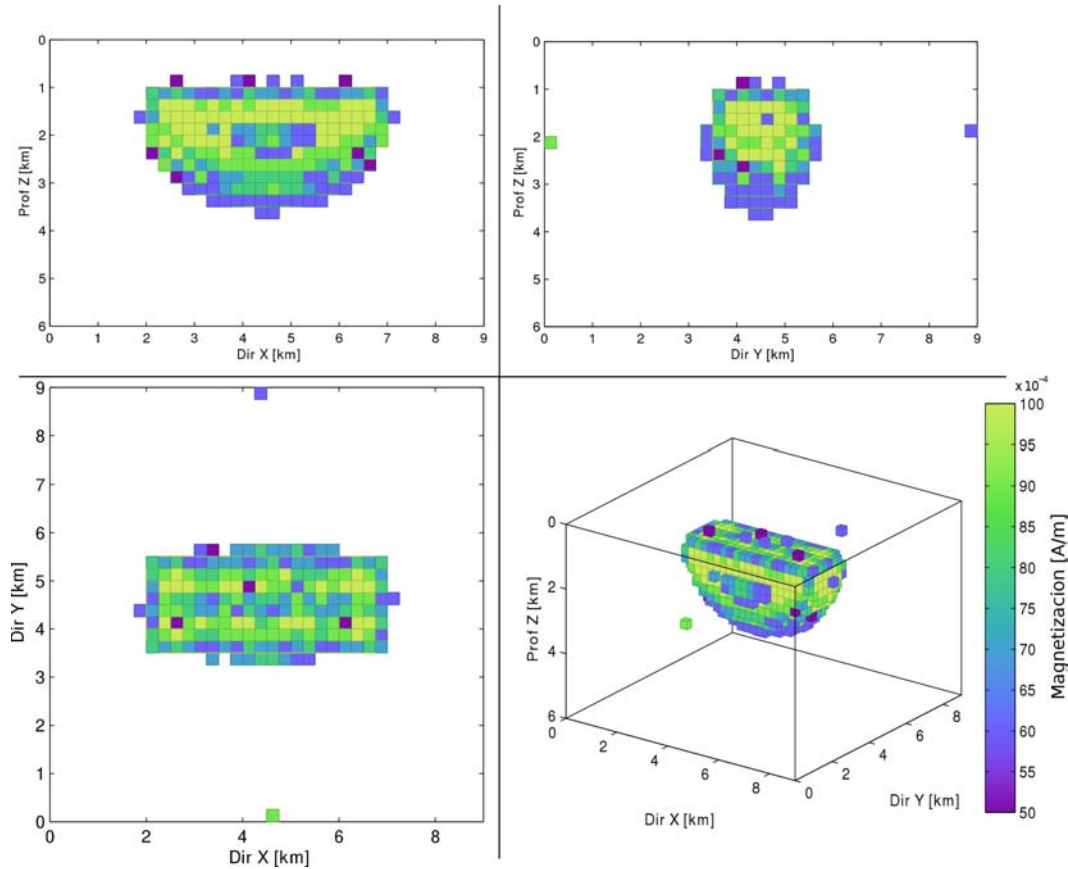 0
1
2
3
4
5
6
Prof Z [km]
0 1 2 3 4 5 6 7 8 9
Dir X [km]
0
1
2
3
4
5
6
Prof Z [km]
0 1 2 3 4 5 6 7 8 9
Dir Y [km]
9
8
7
6
5
4
3
2
1
0
Dir Y [km]
0 2 4 6 8
Dir X [km]
0
2
4
6
Prof Z [km]
0 2 4 6 8
Dir X [km]
0 2 4 6 8
Dir Y [km]
x10⁻⁴
100
95
90
85
80
75
70
65
60
55
50
Magnetizacion [A/m]